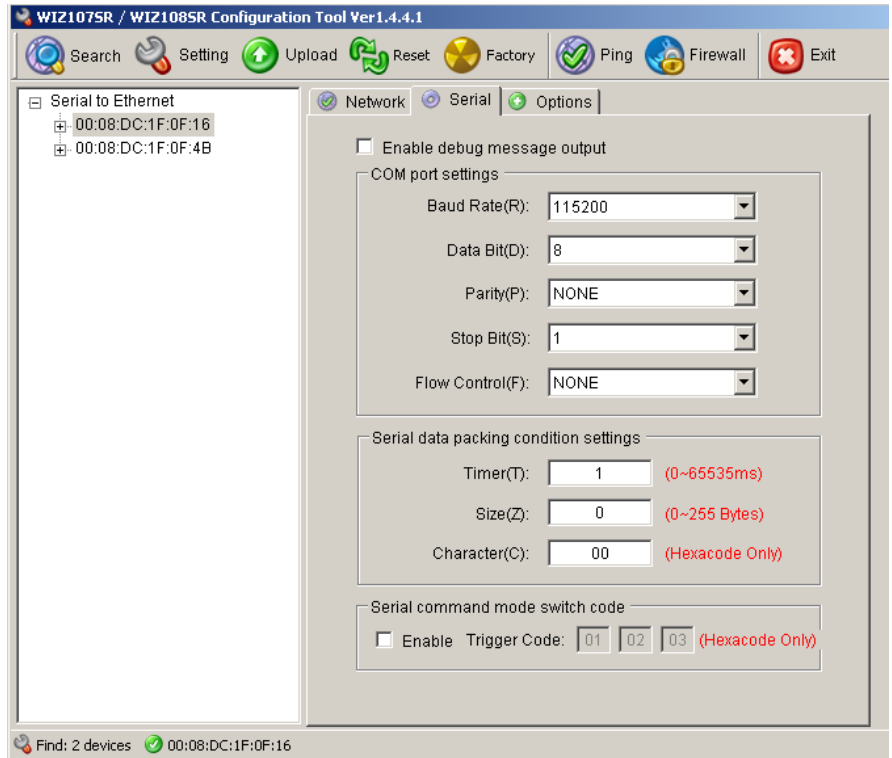 WIZ107SR / WIZ108SR Configuration Tool Ver1.4.4.1
Search Setting Upload Reset Factory Ping Firewall Exit
Serial to Ethernet
00:08:DC:1F:0F:16
00:08:DC:1F:0F:4B
Network Serial Options
Enable debug message output
COM port settings
Baud Rate(R): 115200
Data Bit(D): 8
Parity(P): NONE
Stop Bit(S): 1
Flow Control(F): NONE
Serial data packing condition settings
Timer(T): 1 (0~65535ms)
Size(Z): 0 (0~255 Bytes)
Character(C): 00 (Hexacode Only)
Serial command mode switch code
Enable Trigger Code: 01 02 03 (Hexacode Only)
Find: 2 devices 00:08:DC:1F:0F:16